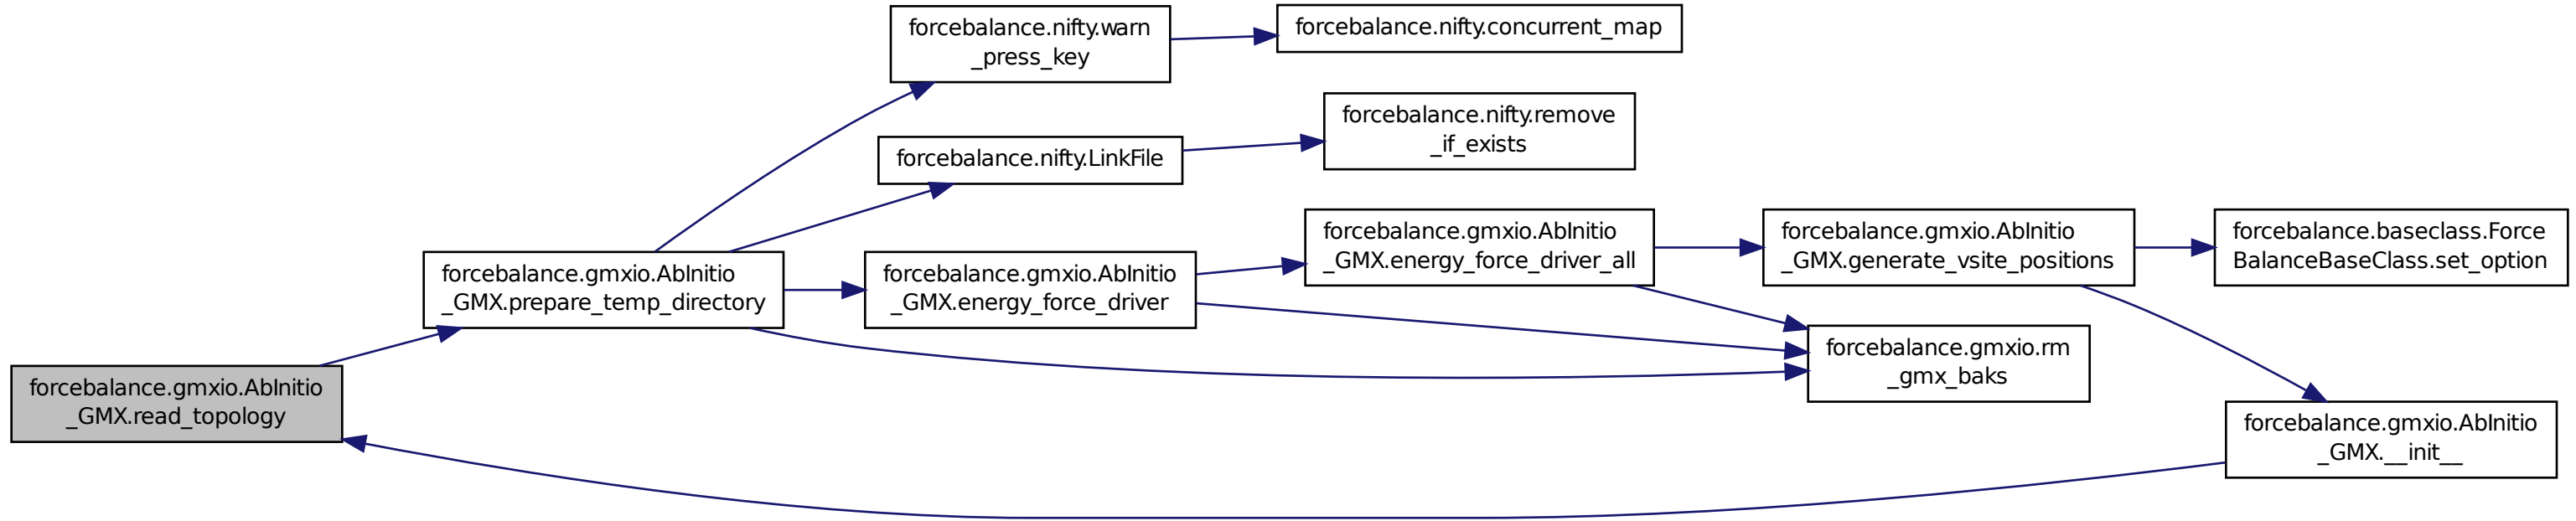 forcebalance.nifty.warn
_press_key
forcebalance.nifty.concurrent_map
forcebalance.nifty.remove
_if_exists
forcebalance.nifty.LinkFile
forcebalance.gmxio.AbInitio
_GMX.energy_force_driver_all
forcebalance.gmxio.AbInitio
_GMX.generate_vsite_positions
forcebalance.baseclass.Force
BalanceBaseClass.set_option
forcebalance.gmxio.AbInitio
_GMX.prepare_temp_directory
forcebalance.gmxio.AbInitio
_GMX.energy_force_driver
forcebalance.gmxio.rm
_gmx_baks
forcebalance.gmxio.AbInitio
_GMX.read_topology
forcebalance.gmxio.AbInitio
_GMX.__init__